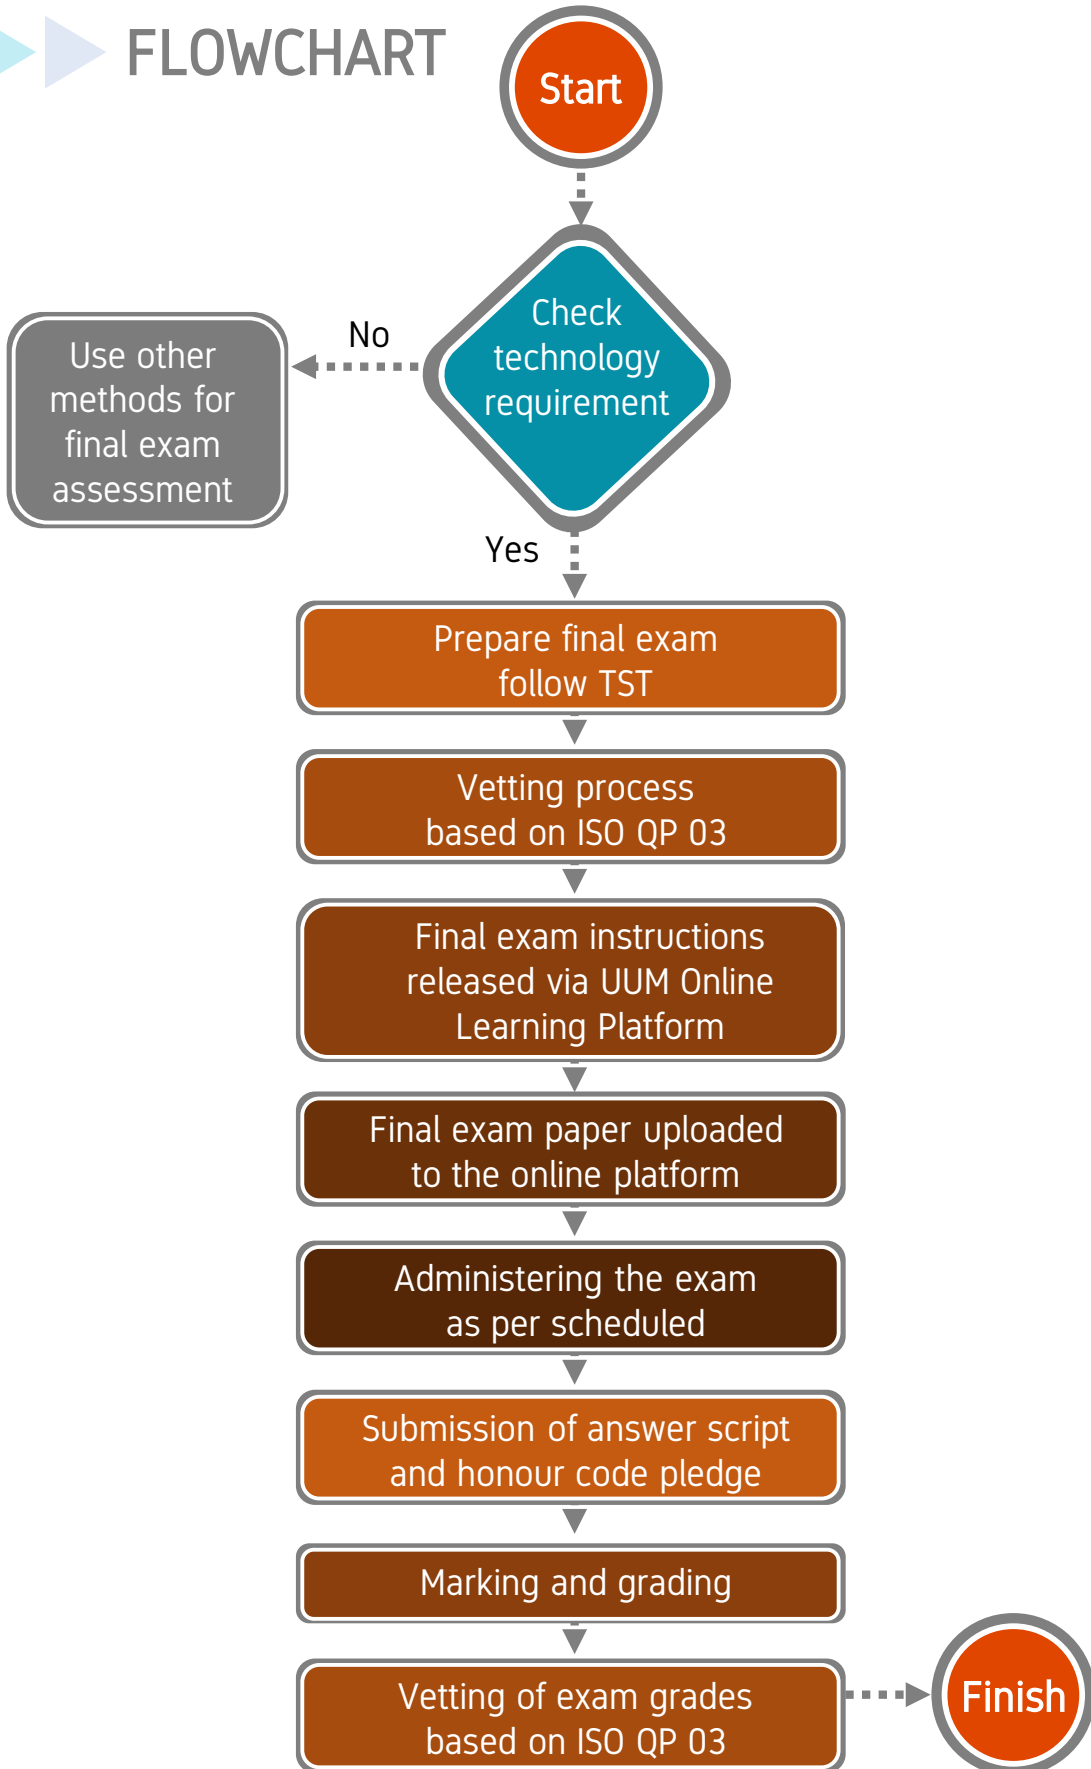 FLOWCHART
Start
Check
technology
requirement
No
Use other
methods for
final exam
assessment
Yes
Prepare final exam
follow TST
Vetting process
based on ISO QP 03
Final exam instructions
released via UUM Online
Learning Platform
Final exam paper uploaded
to the online platform
Administering the exam
as per scheduled
Submission of answer script
and honour code pledge
Marking and grading
Vetting of exam grades
based on ISO QP 03
Finish